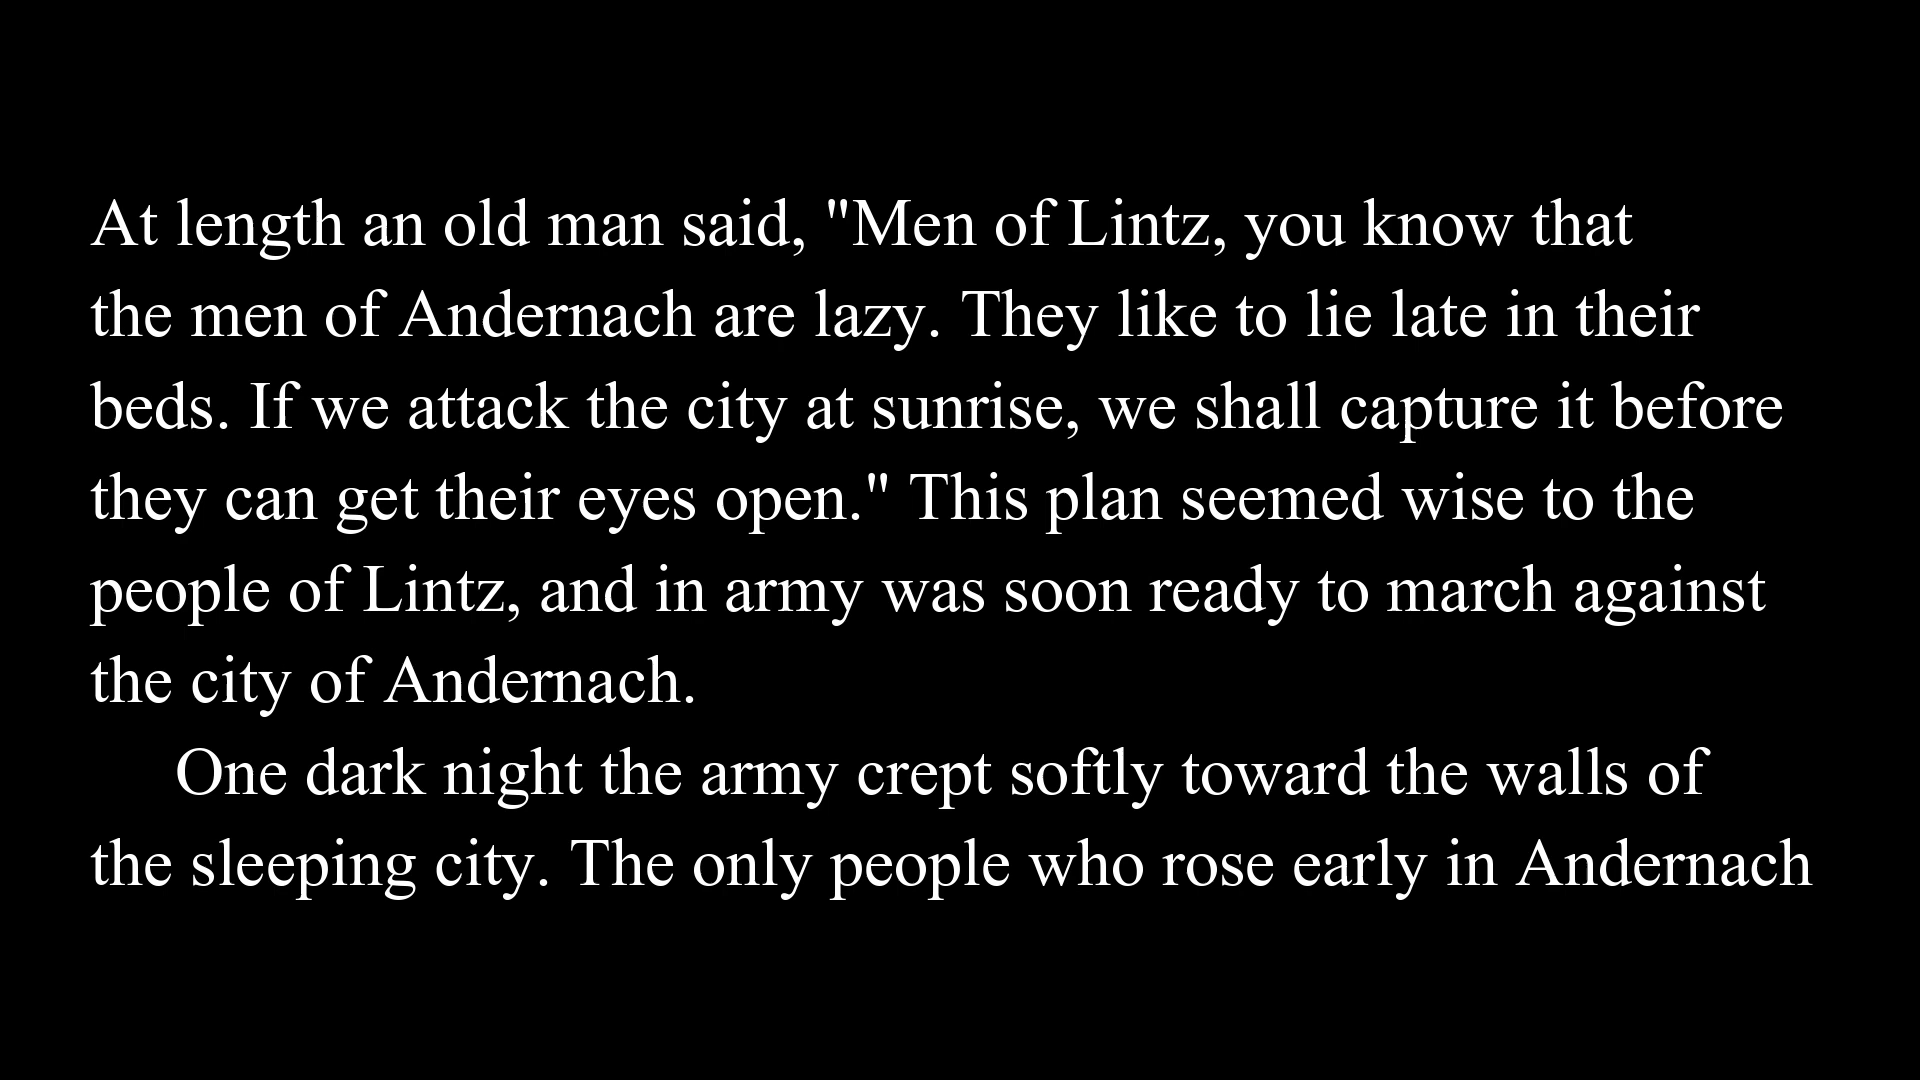 At length an old man said, "Men of Lintz, you know that
the men of Andernach are lazy. They like to lie late in their
beds. If we attack the city at sunrise, we shall capture it before
they can get their eyes open." This plan seemed wise to the
people of Lintz, and in army was soon ready to march against
the city of Andernach.
One dark night the army crept softly toward the walls of
the sleeping city. The only people who rose early in Andernach